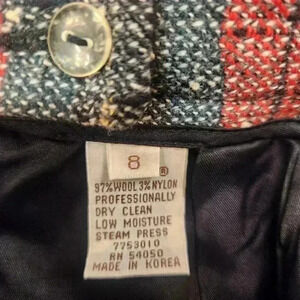 8
®
97% WOOL 3% NYLON
PROFESSIONALLY
DRY CLEAN
LOW MOISTURE
STEAM PRESS
7753010
RN 54050
MADE IN KOREA